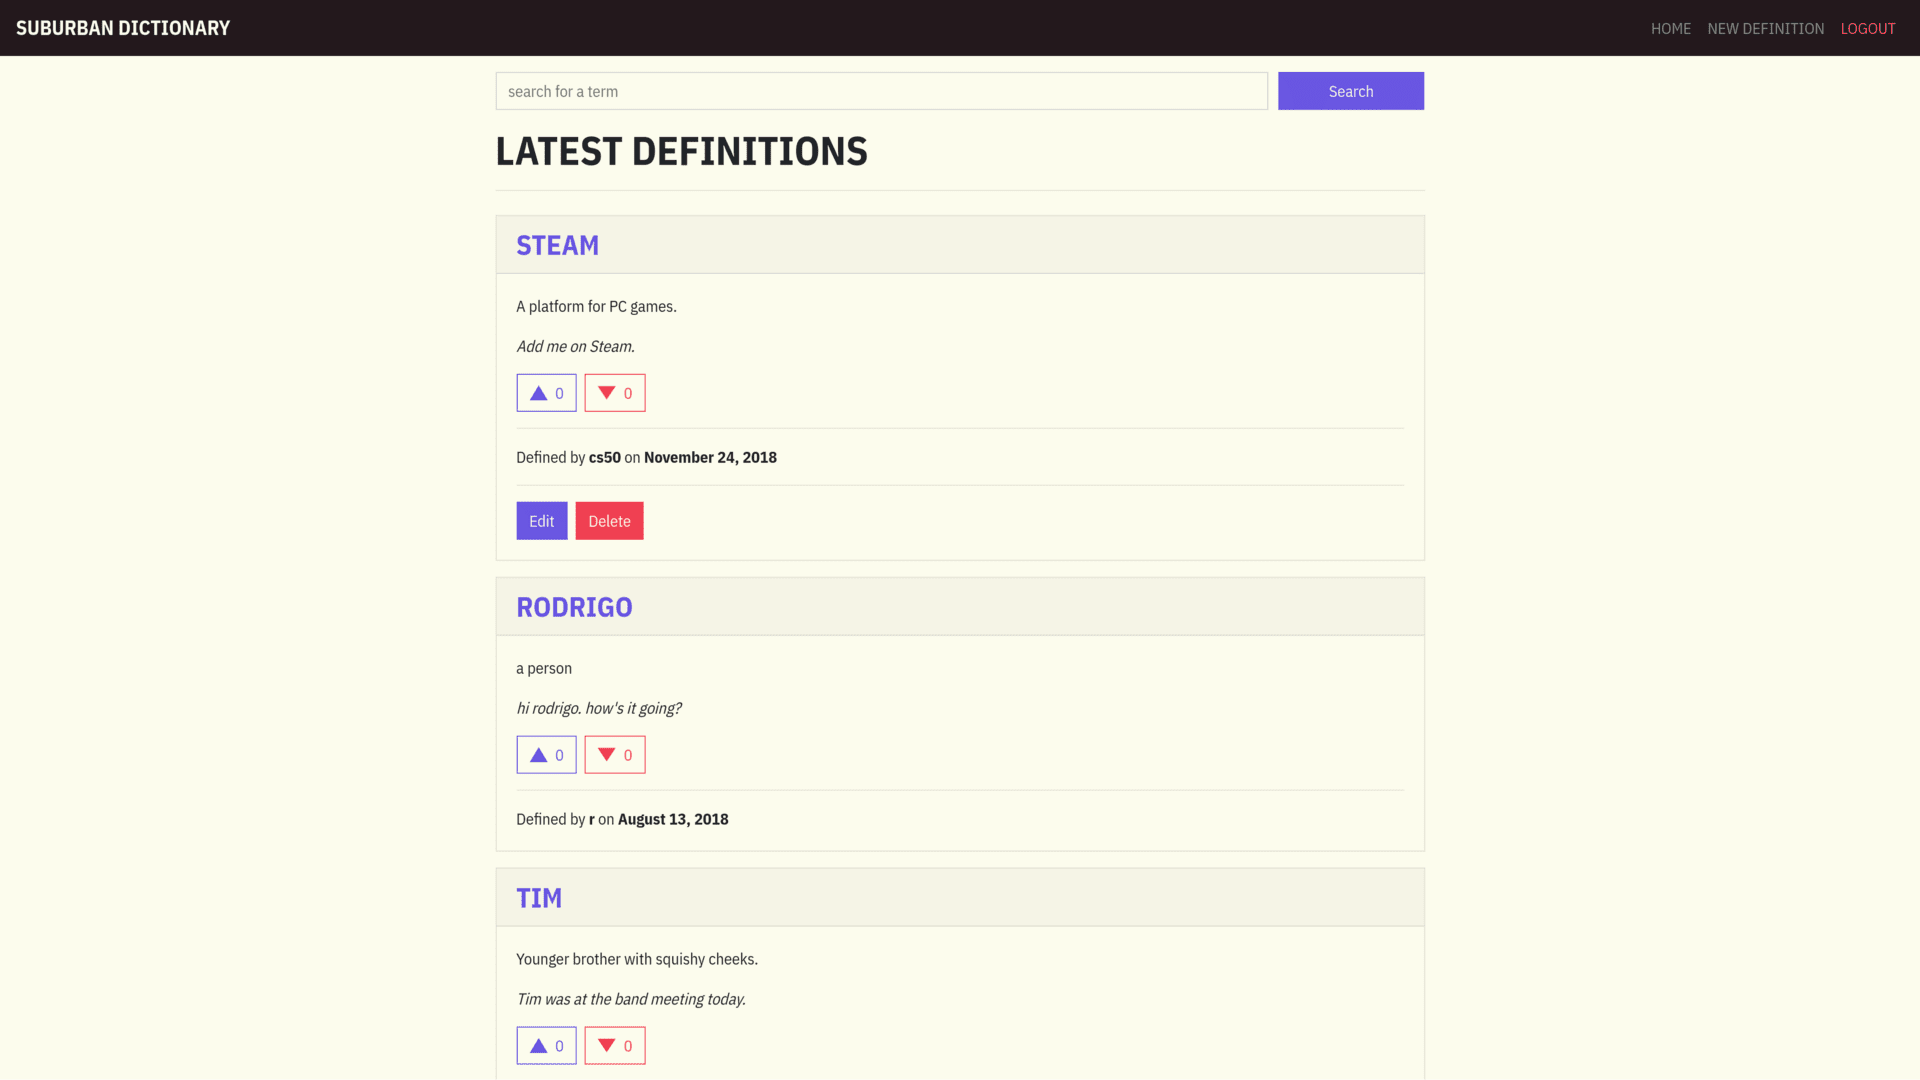 SUBURBAN DICTIONARY
HOME NEW DEFINITION LOGOUT
search for a term Search
LATEST DEFINITIONS
STEAM
A platform for PC games.
Add me on Steam.
0 0
Defined by cs50 on November 24, 2018
Edit Delete
RODRIGO
a person
hi rodrigo. how's it going?
0 0
Defined by r on August 13, 2018
TIM
Younger brother with squishy cheeks.
Tim was at the band meeting today.
0 0